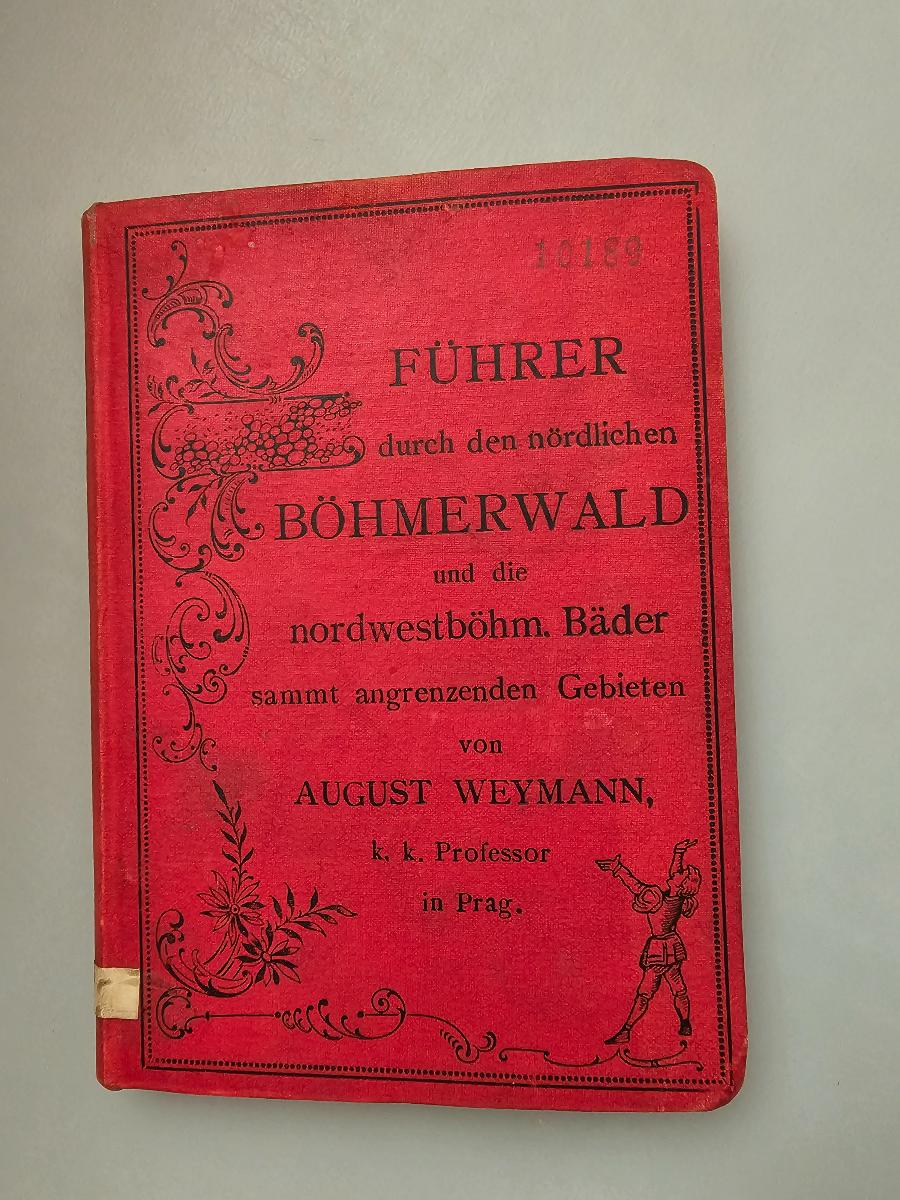 10189
FÜHRER
durch den nördlichen
BÖHMERWALD
und die
nordwestböhm. Bäder
sammt angrenzenden Gebieten
von
AUGUST WEYMANN,
k. k. Professor
in Prag.